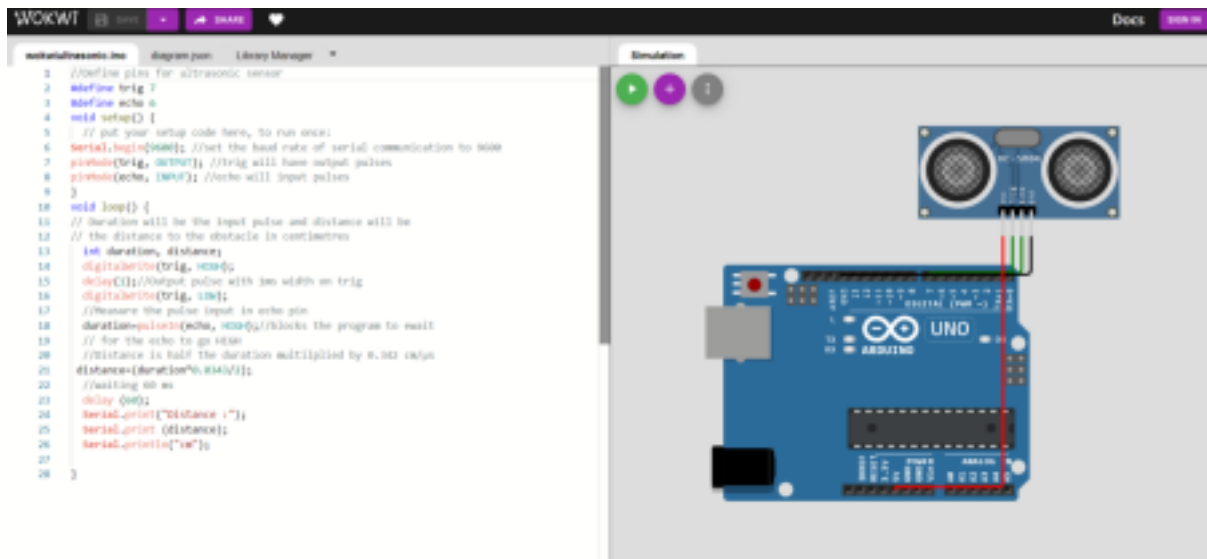 WOKWI SAVE SHARE Docs SIGN IN
diagram.json Library Manager
Simulation
1 //Define pins for ultrasonic sensor
2 #define trig 7
3 #define echo 6
4 void setup() {
5 // put your setup code here, to run once:
6 Serial.begin(9600); //set the baud rate of serial communication to 9600
7 pinMode(trig, OUTPUT); //trig will have output pulses
8 pinMode(echo, INPUT); //echo will input pulses
9 }
10 void loop() {
11 // Duration will be the input pulse and distance will be
12 // the distance to the obstacle in centimetres
13 int duration, distance;
14 digitalWrite(trig, HIGH);
15 delay(1);//Output pulse with 1ms width on trig
16 digitalWrite(trig, LOW);
17 //Measure the pulse input in echo pin
18 duration=pulseIn(echo, HIGH);//blocks the program to await
19 // for the echo to go HIGH
20 //Distance is half the duration multilplied by cm/µs
21 distance=(duration*0.0343/2);
22 //waiting 60 ms
23 delay (60);
24 Serial.print("Distance :");
25 Serial.print (distance);
26 Serial.println("cm");
27
28 }
HC-SR04
DIGITAL (PWM ~)
UNO
ARDUINO
TX
RX
L
POWER